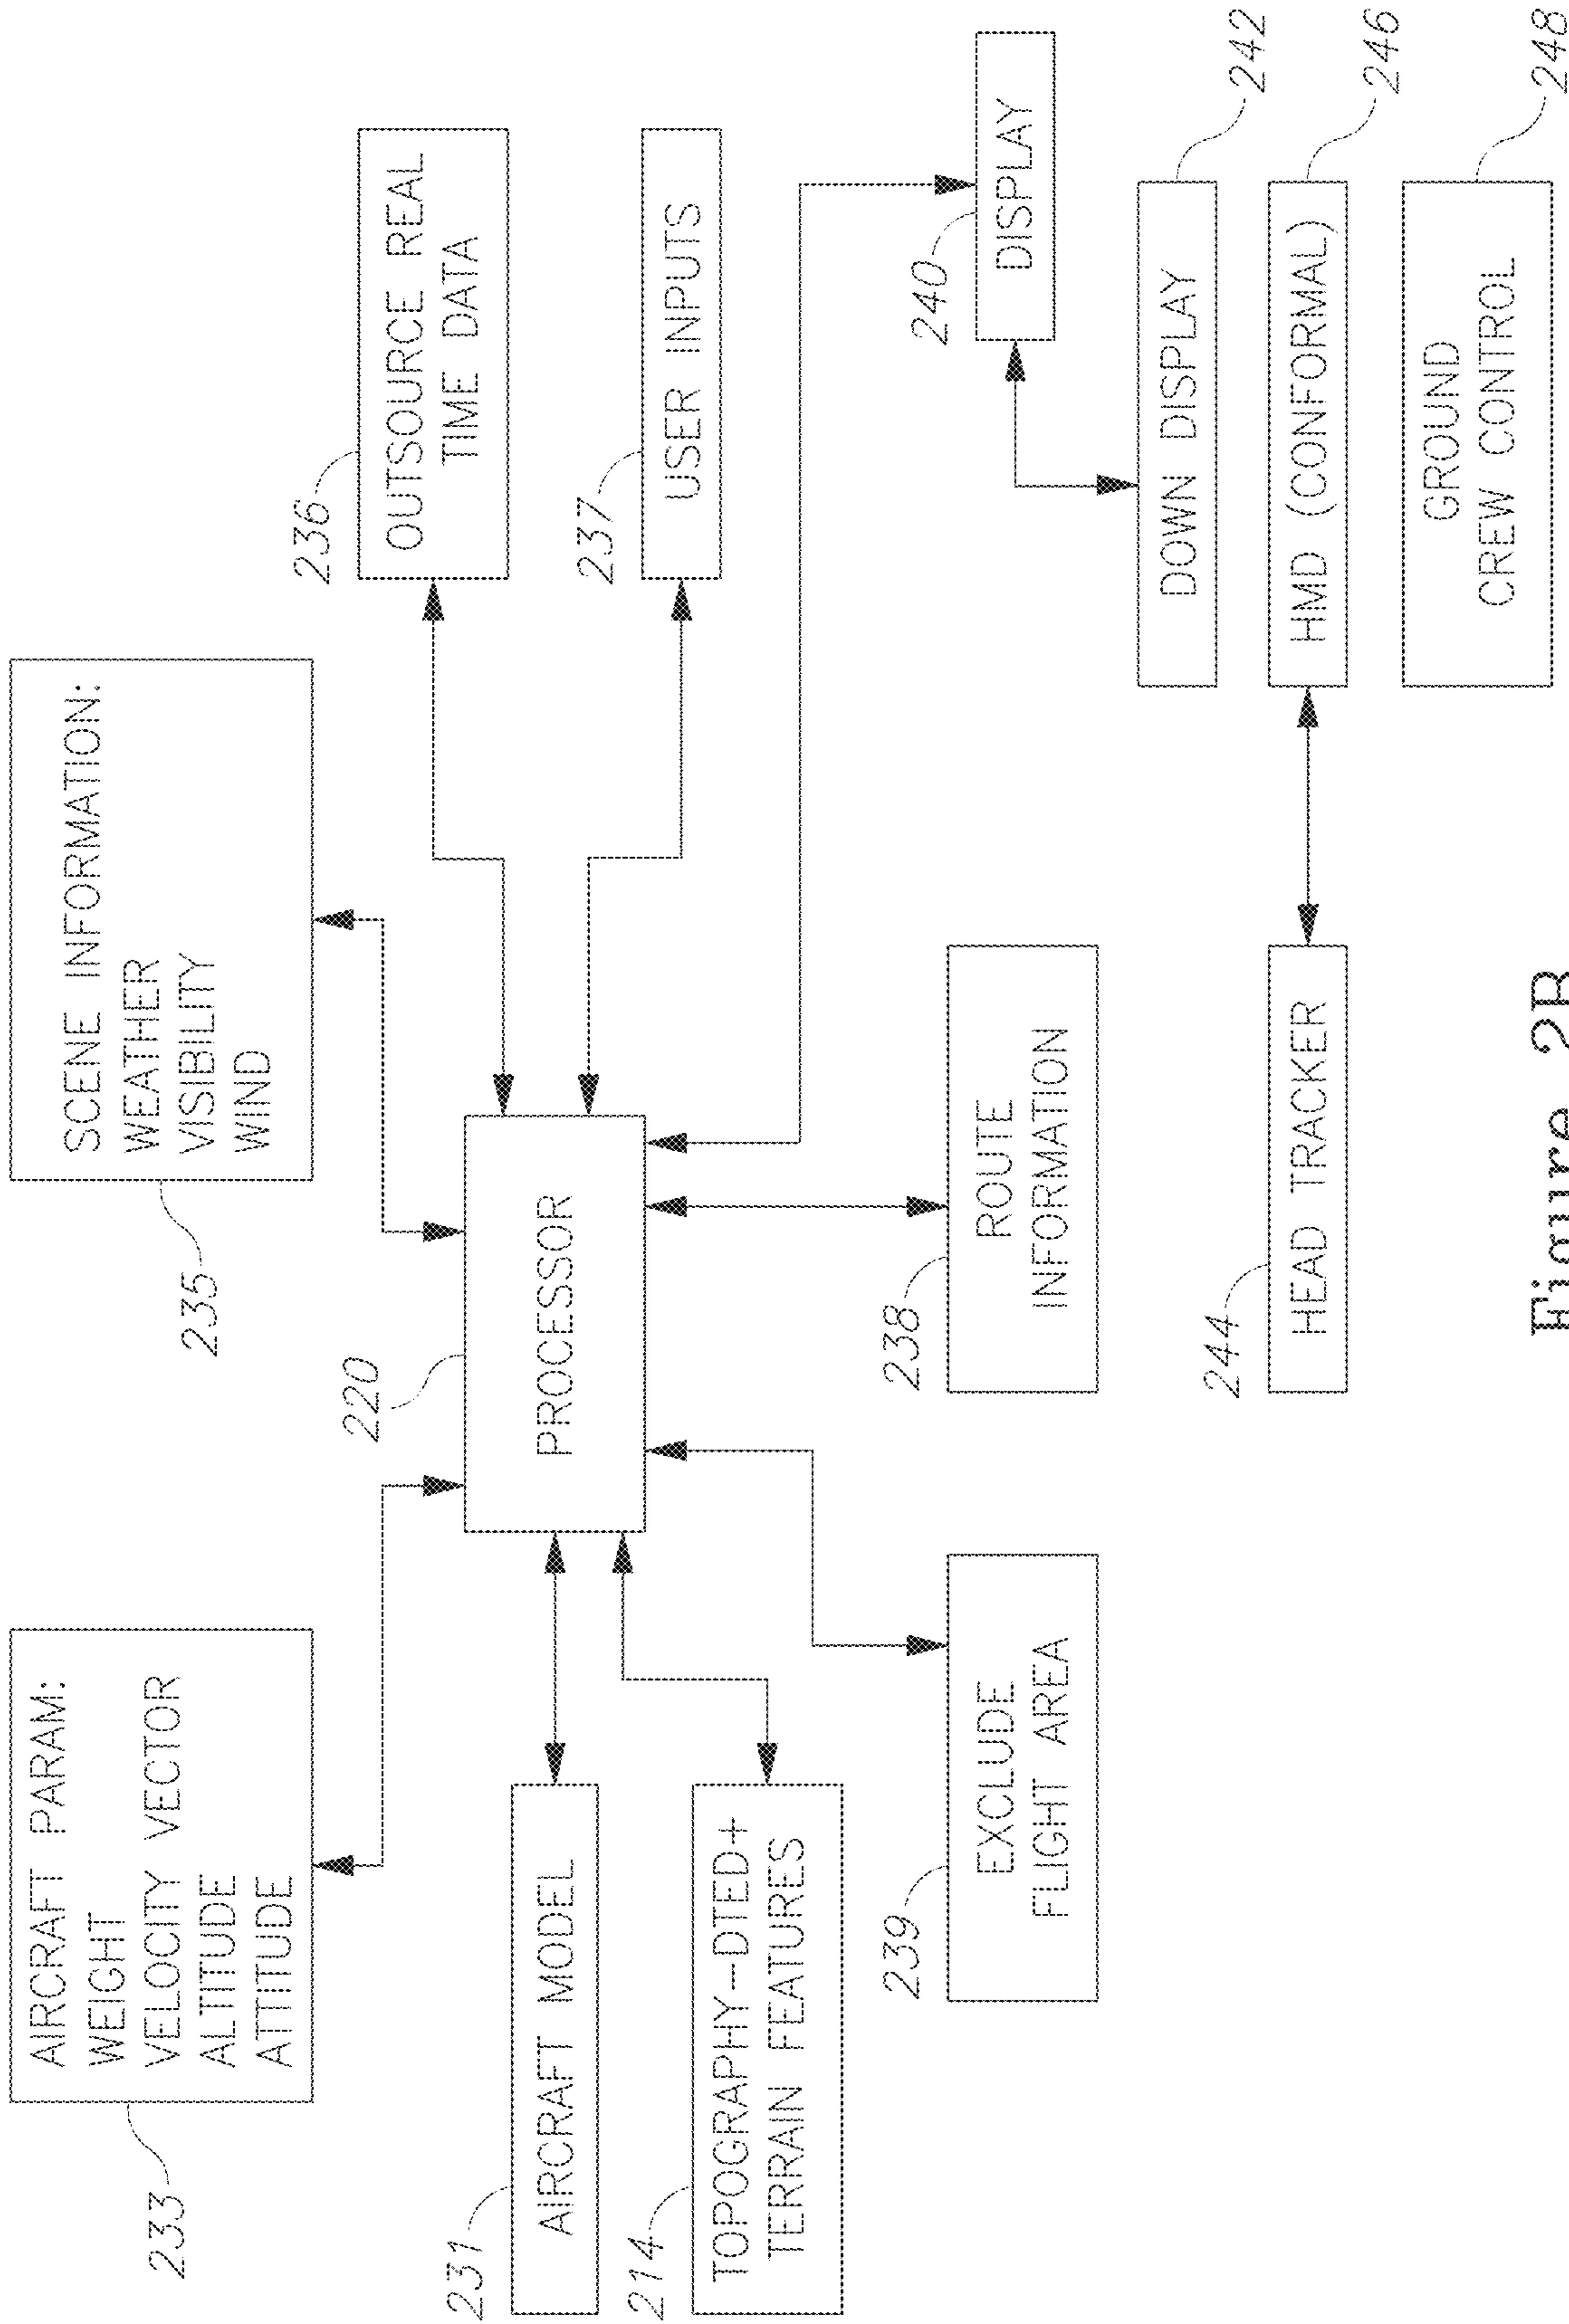 AIRCRAFT PARAM:
WEIGHT
VELOCITY VECTOR
ALTITUDE
ATTITUDE
233
SCENE INFORMATION:
WEATHER
VISIBILITY
WIND
235
236
OUTSOURCE REAL
TIME DATA
237
USER INPUTS
220
PROCESSOR
231
AIRCRAFT MODEL
214
TOPOGRAPHY-DTED+
TERRAIN FEATURES
239
EXCLUDE
FLIGHT AREA
238
ROUTE
INFORMATION
240
DISPLAY
DOWN DISPLAY
242
244
HEAD TRACKER
HMD (CONFORMAL)
246
GROUND
CREW CONTROL
248
Figure 2B